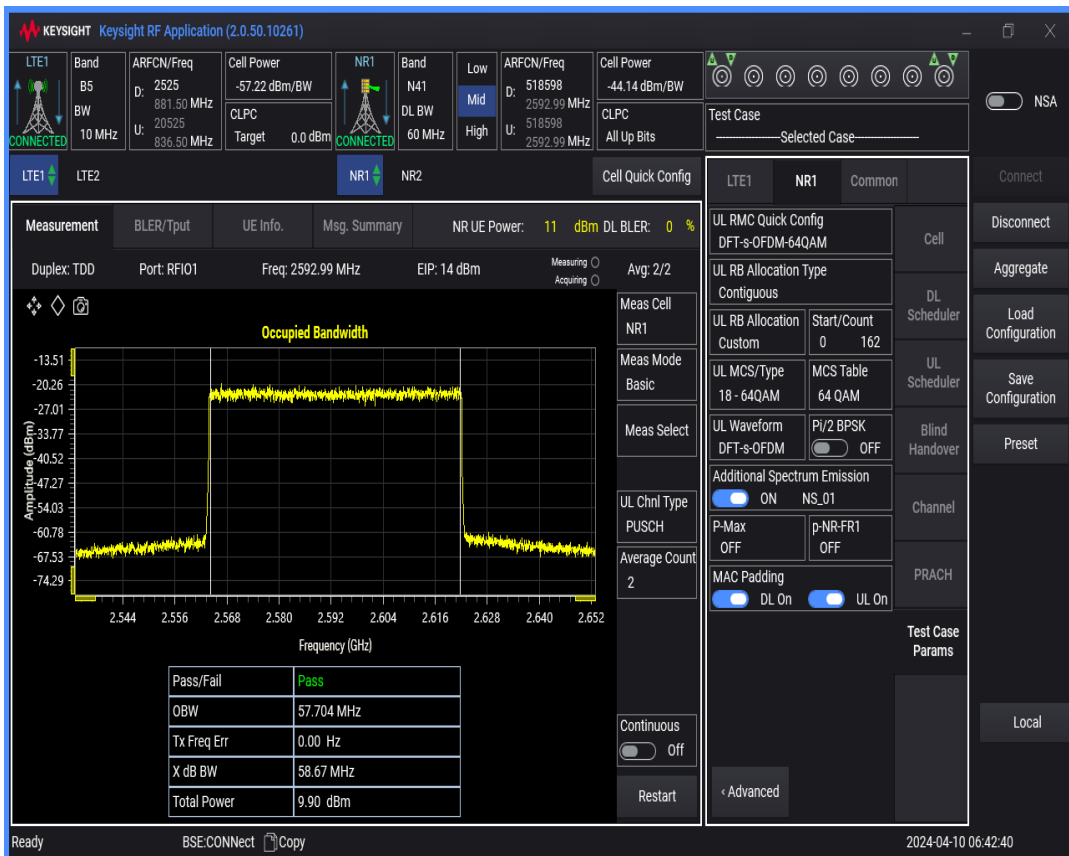 KEYSIGHT Keysight RF Application (2.0.50.10261)
LTE1
CONNECTED
Band
B5
BW
10 MHz
ARFCN/Freq
D: 2525
881.50 MHz
U: 20525
836.50 MHz
Cell Power
-57.22 dBm/BW
CLPC
Target 0.0 dBm
NR1
CONNECTED
Band
N41
DL BW
60 MHz
Low
Mid
High
ARFCN/Freq
D: 518598
2592.99 MHz
U: 518598
2592.99 MHz
Cell Power
-44.14 dBm/BW
CLPC
All Up Bits
Test Case
-------------------Selected Case-------------------
NSA
LTE1 LTE2 NR1 NR2 Cell Quick Config
Measurement BLER/Tput UE Info. Msg. Summary NR UE Power: 11 dBm DL BLER: 0 %
Duplex: TDD Port: RFIO1 Freq: 2592.99 MHz EIP: 14 dBm Measuring Acquiring Avg: 2/2
Occupied Bandwidth
Amplitude (dBm)
-13.51
-20.26
-27.01
-33.77
-40.52
-47.27
-54.03
-60.78
-67.53
-74.29
2.544 2.556 2.568 2.580 2.592 2.604 2.616 2.628 2.640 2.652
Frequency (GHz)
Pass/Fail Pass
OBW 57.704 MHz
Tx Freq Err 0.00 Hz
X dB BW 58.67 MHz
Total Power 9.90 dBm
Meas Cell
NR1
Meas Mode
Basic
Meas Select
UL Chnl Type
PUSCH
Average Count
2
Continuous
Off
Restart
LTE1 NR1 Common
UL RMC Quick Config
DFT-s-OFDM-64QAM
UL RB Allocation Type
Contiguous
UL RB Allocation
Custom
Start/Count
0 162
UL MCS/Type
18 - 64QAM
MCS Table
64 QAM
UL Waveform
DFT-s-OFDM
Pi/2 BPSK
OFF
Additional Spectrum Emission
ON NS_01
P-Max
OFF
p-NR-FR1
OFF
MAC Padding
DL On UL On
‹ Advanced
Cell
DL
Scheduler
UL
Scheduler
Blind
Handover
Channel
PRACH
Test Case
Params
Connect
Disconnect
Aggregate
Load
Configuration
Save
Configuration
Preset
Local
Ready BSE:CONNect Copy 2024-04-10 06:42:40